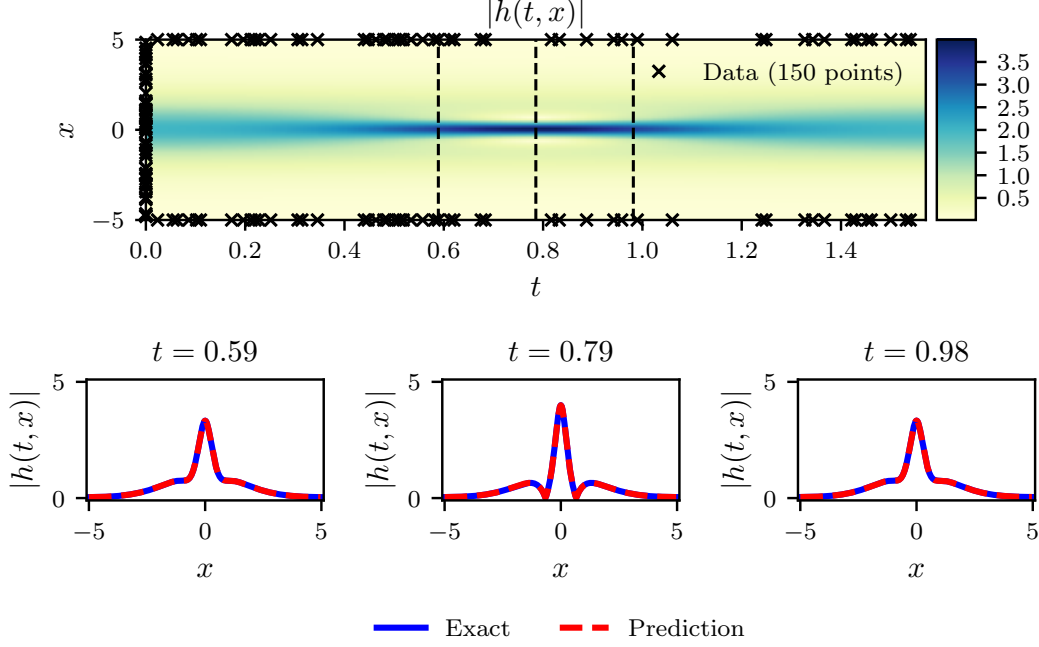 |h(t, x)|
5
0
−5
x
Data (150 points)
3.5
3.0
2.5
2.0
1.5
1.0
0.5
0.0 0.2 0.4 0.6 0.8 1.0 1.2 1.4
t
t = 0.59
|h(t, x)|
5
0
−5 0 5
x
t = 0.79
|h(t, x)|
5
0
−5 0 5
x
t = 0.98
|h(t, x)|
5
0
−5 0 5
x
Exact Prediction